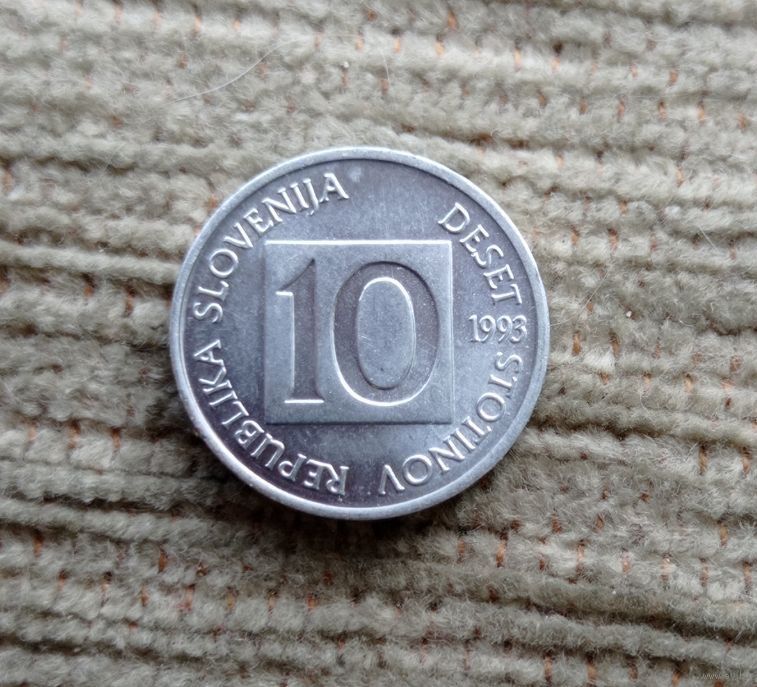 REPUBLIKA SLOVENIJA
DESET STOTINOV
1993
10